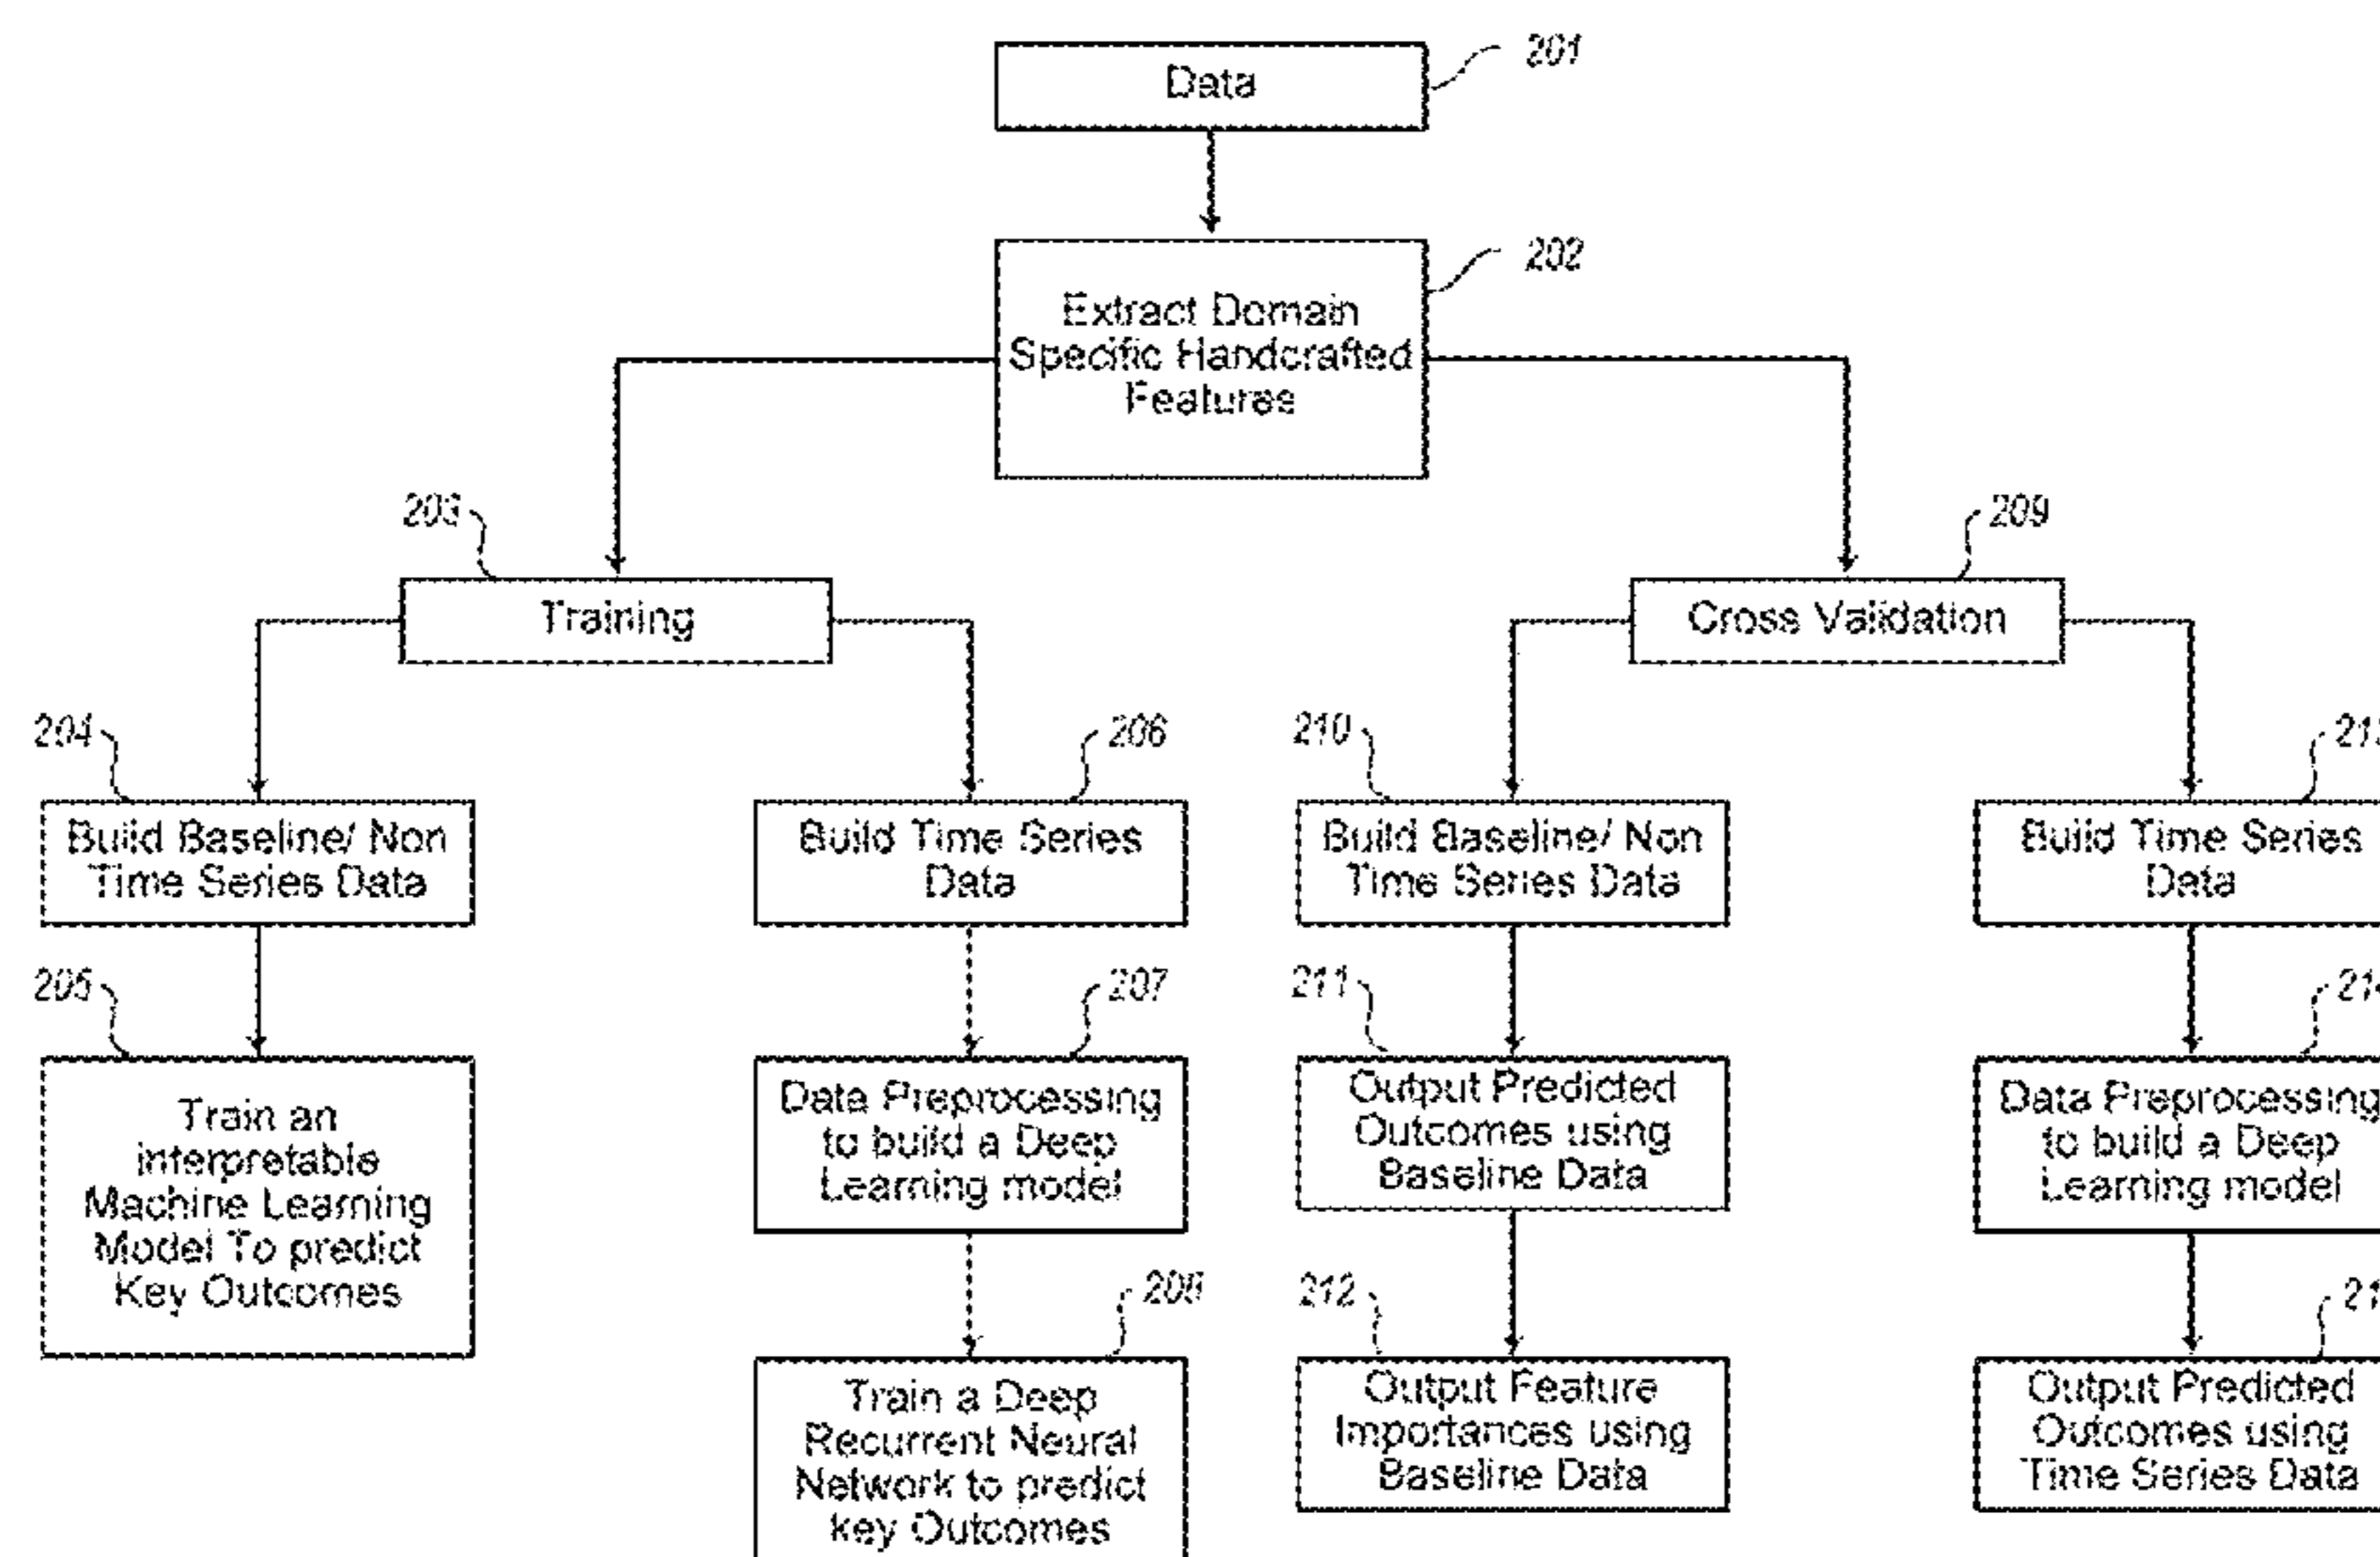 201
Data
202
Extract Domain
Specific Handcrafted
Features
203
209
Training
Cross Validation
204
206
210
Build Baseline/ Non
Time Series Data
Build Time Series
Data
Build Baseline/ Non
Time Series Data
Build Time Series
Data
205
207
211
Train an
interpretable
Machine Learning
Model To predict
Key Outcomes
Data Preprocessing
to build a Deep
Learning model
Output Predicted
Outcomes using
Baseline Data
Data Preprocessing
to build a Deep
Learning model
208
212
Train a Deep
Recurrent Neural
Network to predict
key Outcomes
Output Feature
Importances using
Baseline Data
Output Predicted
Outcomes using
Time Series Data